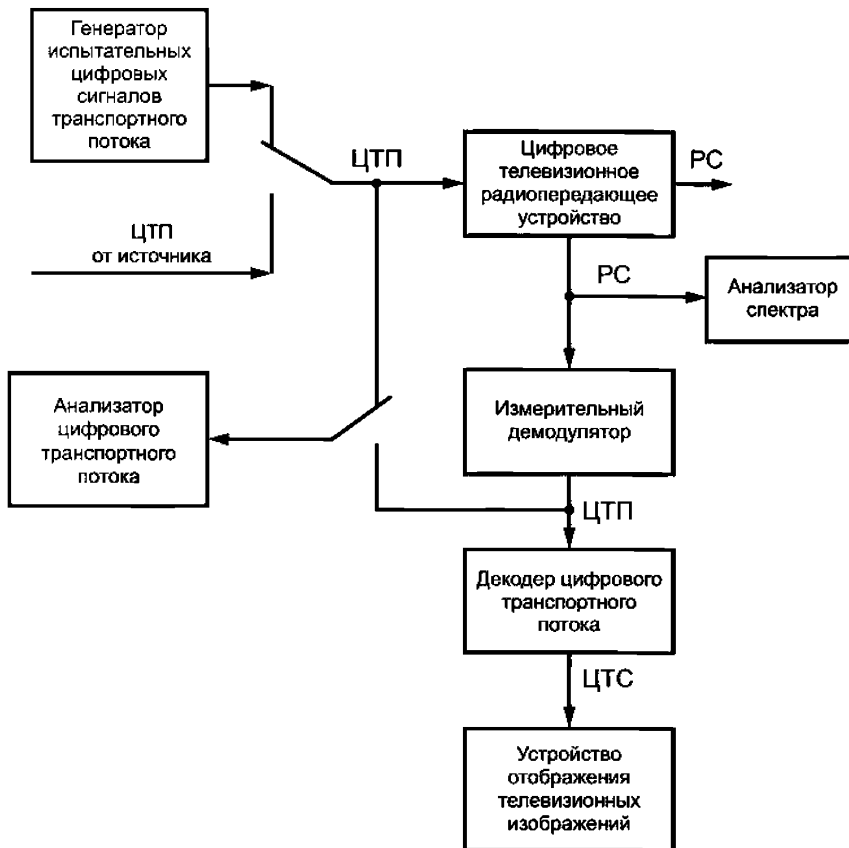 Генератор
испытательных
цифровых
сигналов
транспортного
потока
ЦТП
Цифровое
телевизионное
радиопередающее
устройство
РС
ЦТП
от источника
РС
Анализатор
спектра
Анализатор
цифрового
транспортного
потока
Измерительный
демодулятор
ЦТП
Декодер цифрового
транспортного
потока
ЦТС
Устройство
отображения
телевизионных
изображений